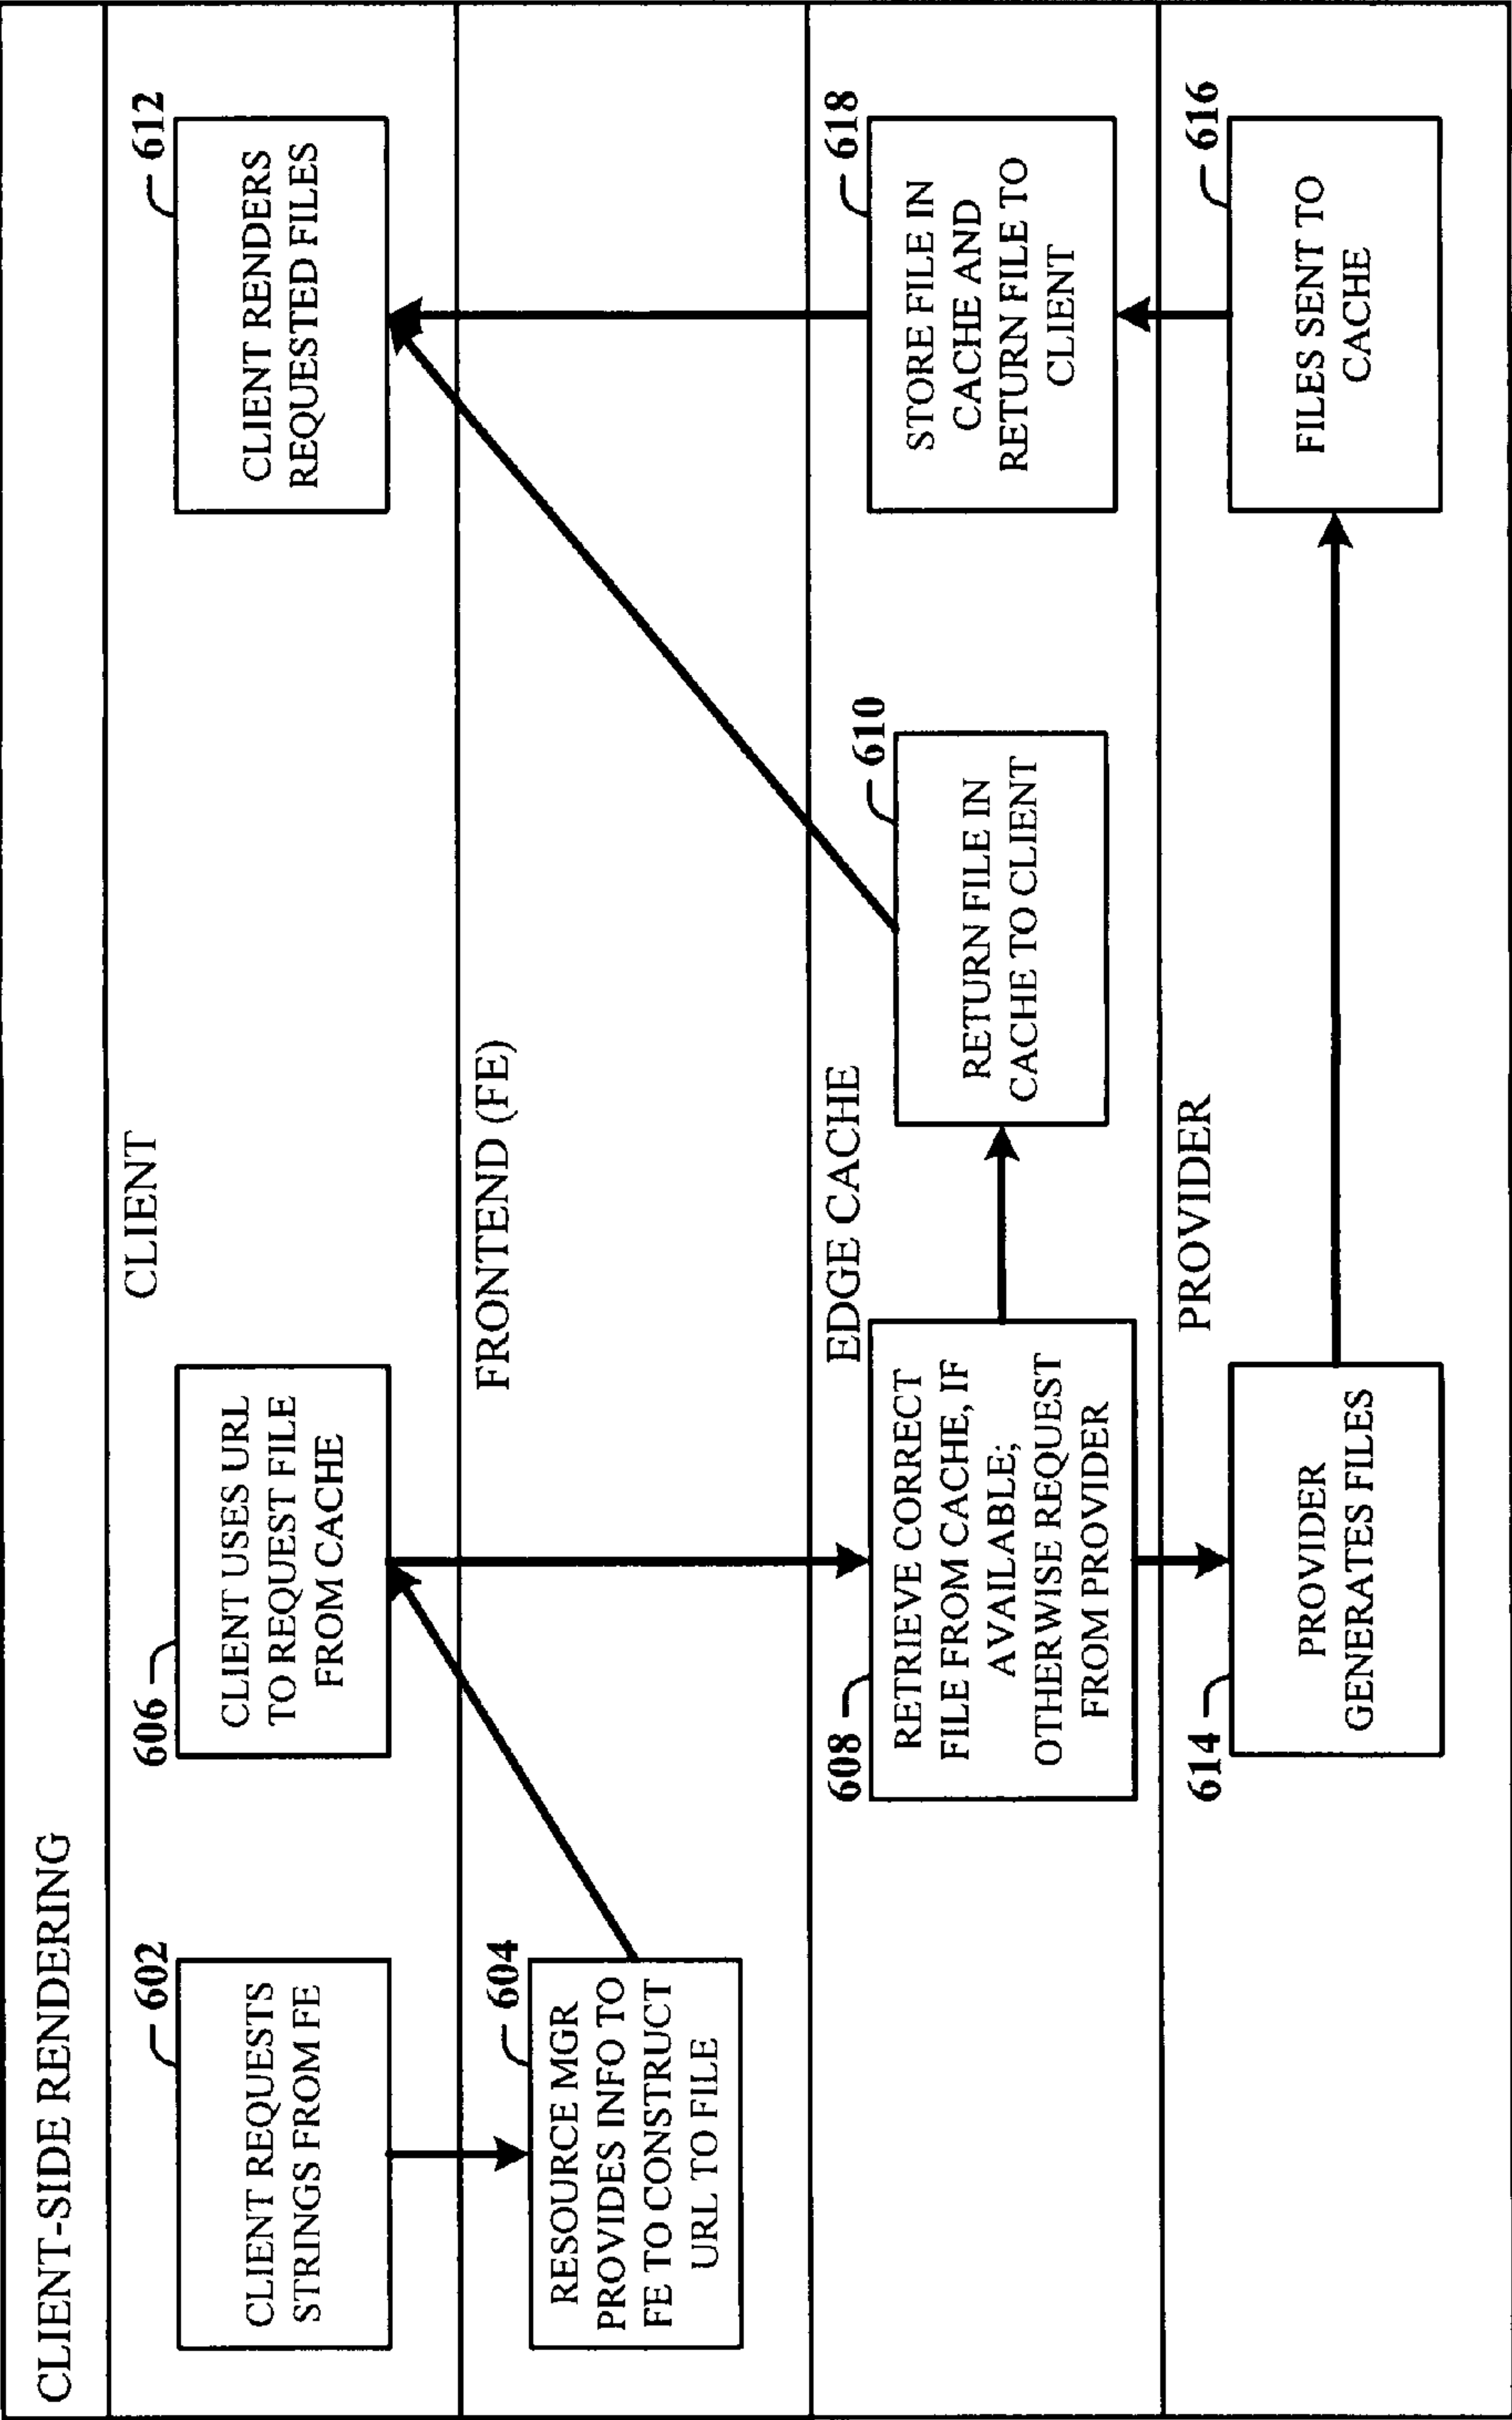 CLIENT-SIDE RENDERING
CLIENT
602
CLIENT REQUESTS
STRINGS FROM FE
606
CLIENT USES URL
TO REQUEST FILE
FROM CACHE
612
CLIENT RENDERS
REQUESTED FILES
FRONTEND (FE)
604
RESOURCE MGR
PROVIDES INFO TO
FE TO CONSTRUCT
URL TO FILE
EDGE CACHE
608
RETRIEVE CORRECT
FILE FROM CACHE, IF
AVAILABLE;
OTHERWISE REQUEST
FROM PROVIDER
610
RETURN FILE IN
CACHE TO CLIENT
618
STORE FILE IN
CACHE AND
RETURN FILE TO
CLIENT
PROVIDER
614
PROVIDER
GENERATES FILES
616
FILES SENT TO
CACHE